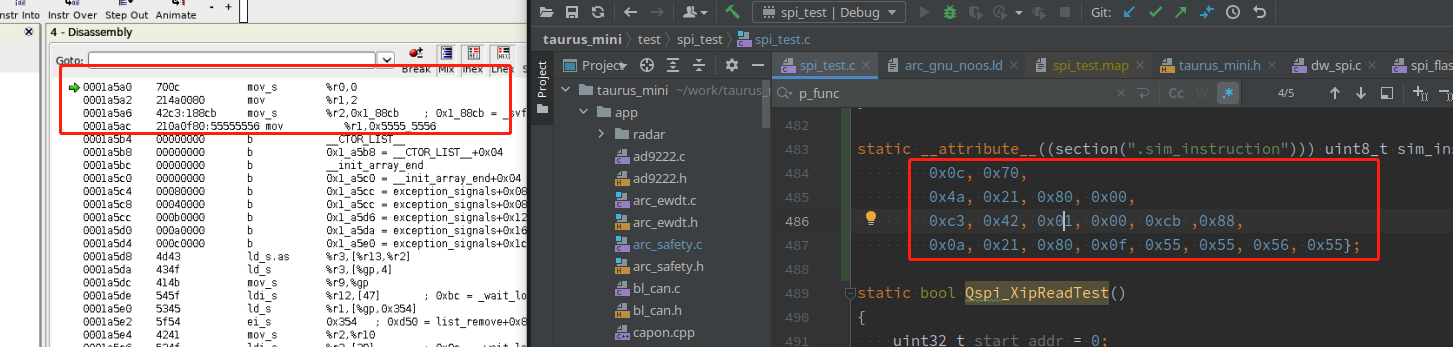 nstr Into Instr Over Step Out Animate - +
4 - Disassembly
Goto:
Break Mix Inex Lnex
0001a5a0 700c mov_s %r0,0
0001a5a2 214a0080 mov %r1,2
0001a5a6 42c3:188cb mov_s %r2,0x1_88cb ; 0x1_88cb =
0001a5ac 210a0f80:55555556 mov %r1,0x5555_5556
0001a5b4 00000000 b __CTOR_LIST__
0001a5b8 00000000 b 0x1_a5b8 = __CTOR_LIST__+0x04
0001a5bc 00000000 b __init_array_end
0001a5c0 00000000 b 0x1_a5c0 = __init_array_end+0x04
0001a5c4 00080000 b 0x1_a5cc = exception_signals+0x08
0001a5c8 00040000 b 0x1_a5cc = exception_signals+0x08
0001a5cc 000b0000 b 0x1_a5d6 = exception_signals+0x12
0001a5d0 000a0000 b 0x1_a5da = exception_signals+0x16
0001a5d4 000c0000 b 0x1_a5e0 = exception_signals+0x1c
0001a5d8 4d43 ld_s.as %r3,[%r13,%r2]
0001a5da 434f ld_s %r3,[%gp,4]
0001a5dc 414b mov_s %r9,%gp
0001a5de 545f ldi_s %r12,[47] ; 0xbc = _wait_lo
0001a5e0 5345 ld_s %r1,[%gp,0x354]
0001a5e2 5f54 ei_s 0x354 ; 0xd50 = list_remove+0x8
0001a5e4 4241 mov_s %r2,%r10
spi_test | Debug
Git:
taurus_mini test spi_test spi_test.c
Project
Project
spi_test.c arc_gnu_noos.ld spi_test.map taurus_mini.h dw_spi.c spi_flas
p_func Cc W .* 4/5
taurus_mini ~/work/taurus_m
app
radar
ad9222.c
ad9222.h
arc_ewdt.c
arc_ewdt.h
arc_safety.c
arc_safety.h
bl_can.c
bl_can.h
capon.cpp
482
483 static __attribute__((section(".sim_instruction"))) uint8_t sim_ins
484 0x0c, 0x70,
485 0x4a, 0x21, 0x80, 0x00,
486 0xc3, 0x42, 0x01, 0x00, 0xcb ,0x88,
487 0x0a, 0x21, 0x80, 0x0f, 0x55, 0x55, 0x56, 0x55};
488
489 static bool Qspi_XipReadTest()
490 {
491 uint32_t start_addr = 0;